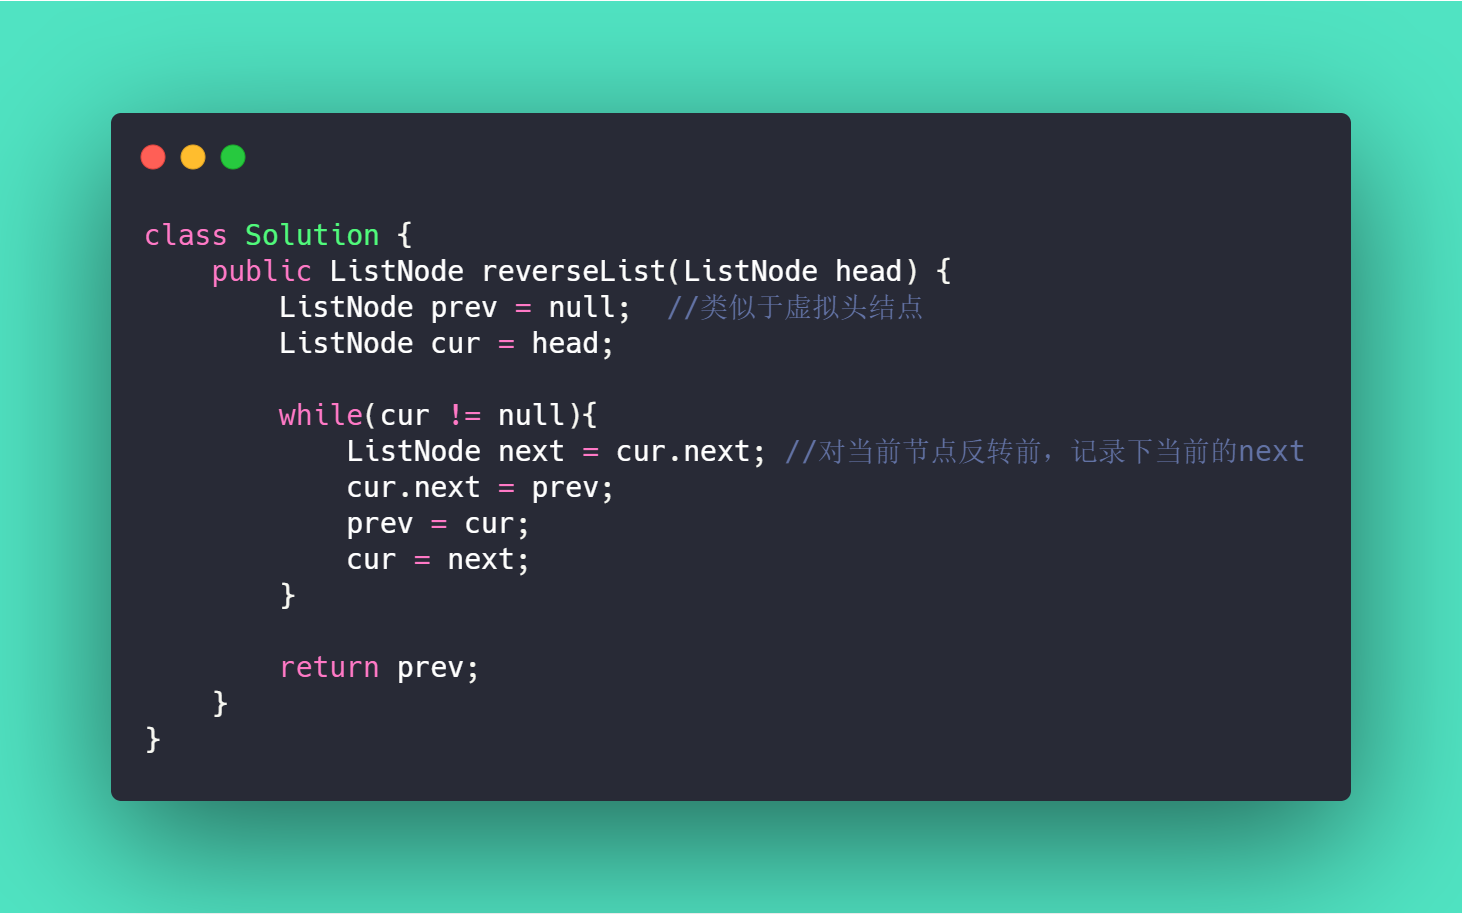 class Solution {
    public ListNode reverseList(ListNode head) {
        ListNode prev = null;  //类似于虚拟头结点
        ListNode cur = head;

        while(cur != null){
            ListNode next = cur.next; //对当前节点反转前，记录下当前的next
            cur.next = prev;
            prev = cur;
            cur = next;
        }

        return prev;
    }
}